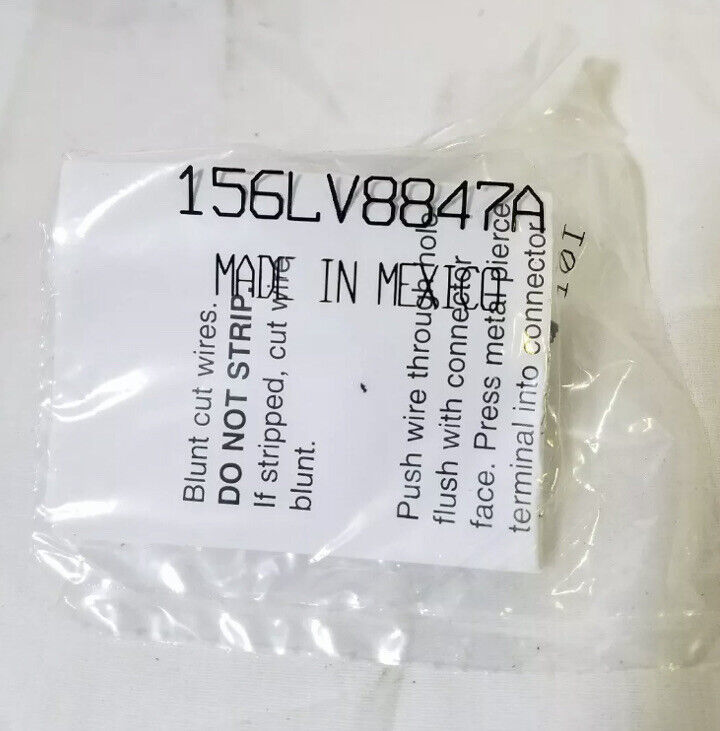 156LV8847A
MADE IN MEXICO
Blunt cut wires.
DO NOT STRIP.
If stripped, cut wire
blunt.
Push wire through hole
flush with connector
face. Press metal pierce
terminal into connector